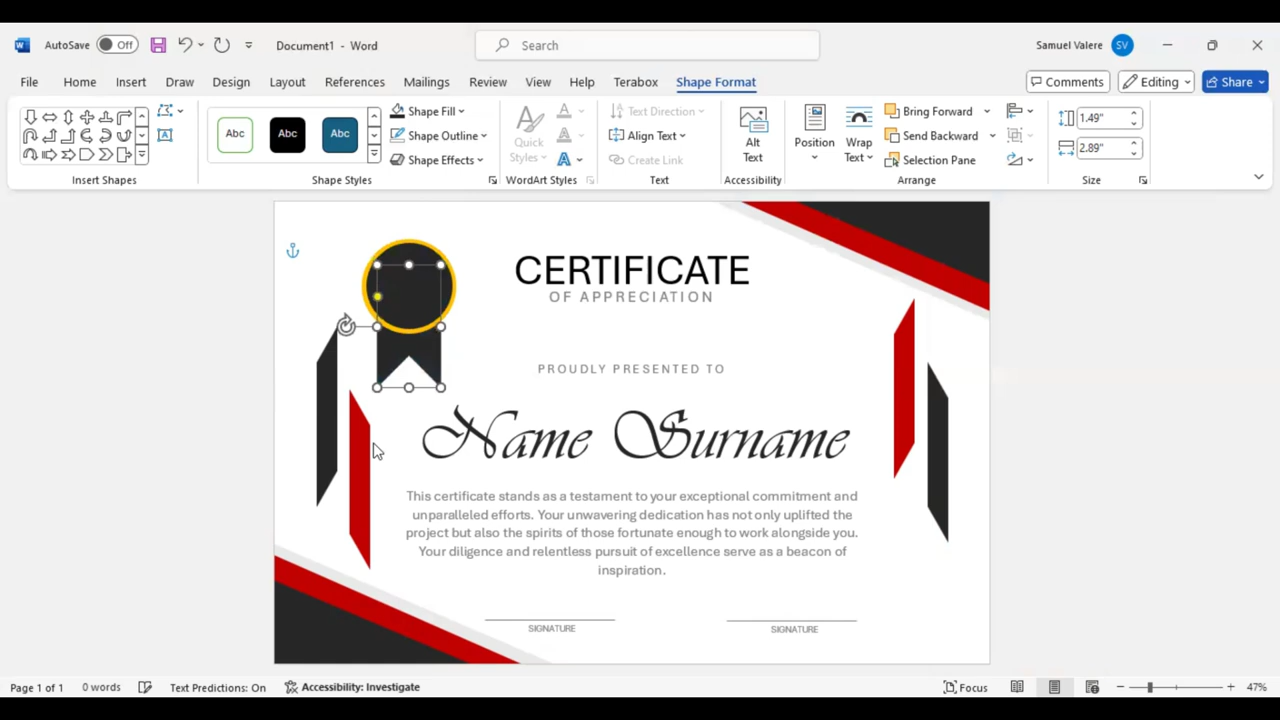 AutoSave Off Document1 - Word Search Samuel Valere SV
File Home Insert Draw Design Layout References Mailings Review View Help Terabox Shape Format Comments Editing Share
Abc Abc Abc
Shape Fill
Shape Outline
Shape Effects
Quick Styles
Text Direction
Align Text
Create Link
Alt Text
Position
Wrap Text
Bring Forward
Send Backward
Selection Pane
1.49"
2.89"
Insert Shapes Shape Styles WordArt Styles Text Accessibility Arrange Size
CERTIFICATE
OF APPRECIATION
PROUDLY PRESENTED TO
Name Surname
This certificate stands as a testament to your exceptional commitment and
unparalleled efforts. Your unwavering dedication has not only uplifted the
project but also the spirits of those fortunate enough to work alongside you.
Your diligence and relentless pursuit of excellence serve as a beacon of
inspiration.
SIGNATURE SIGNATURE
Page 1 of 1 0 words Text Predictions: On Accessibility: Investigate Focus 47%